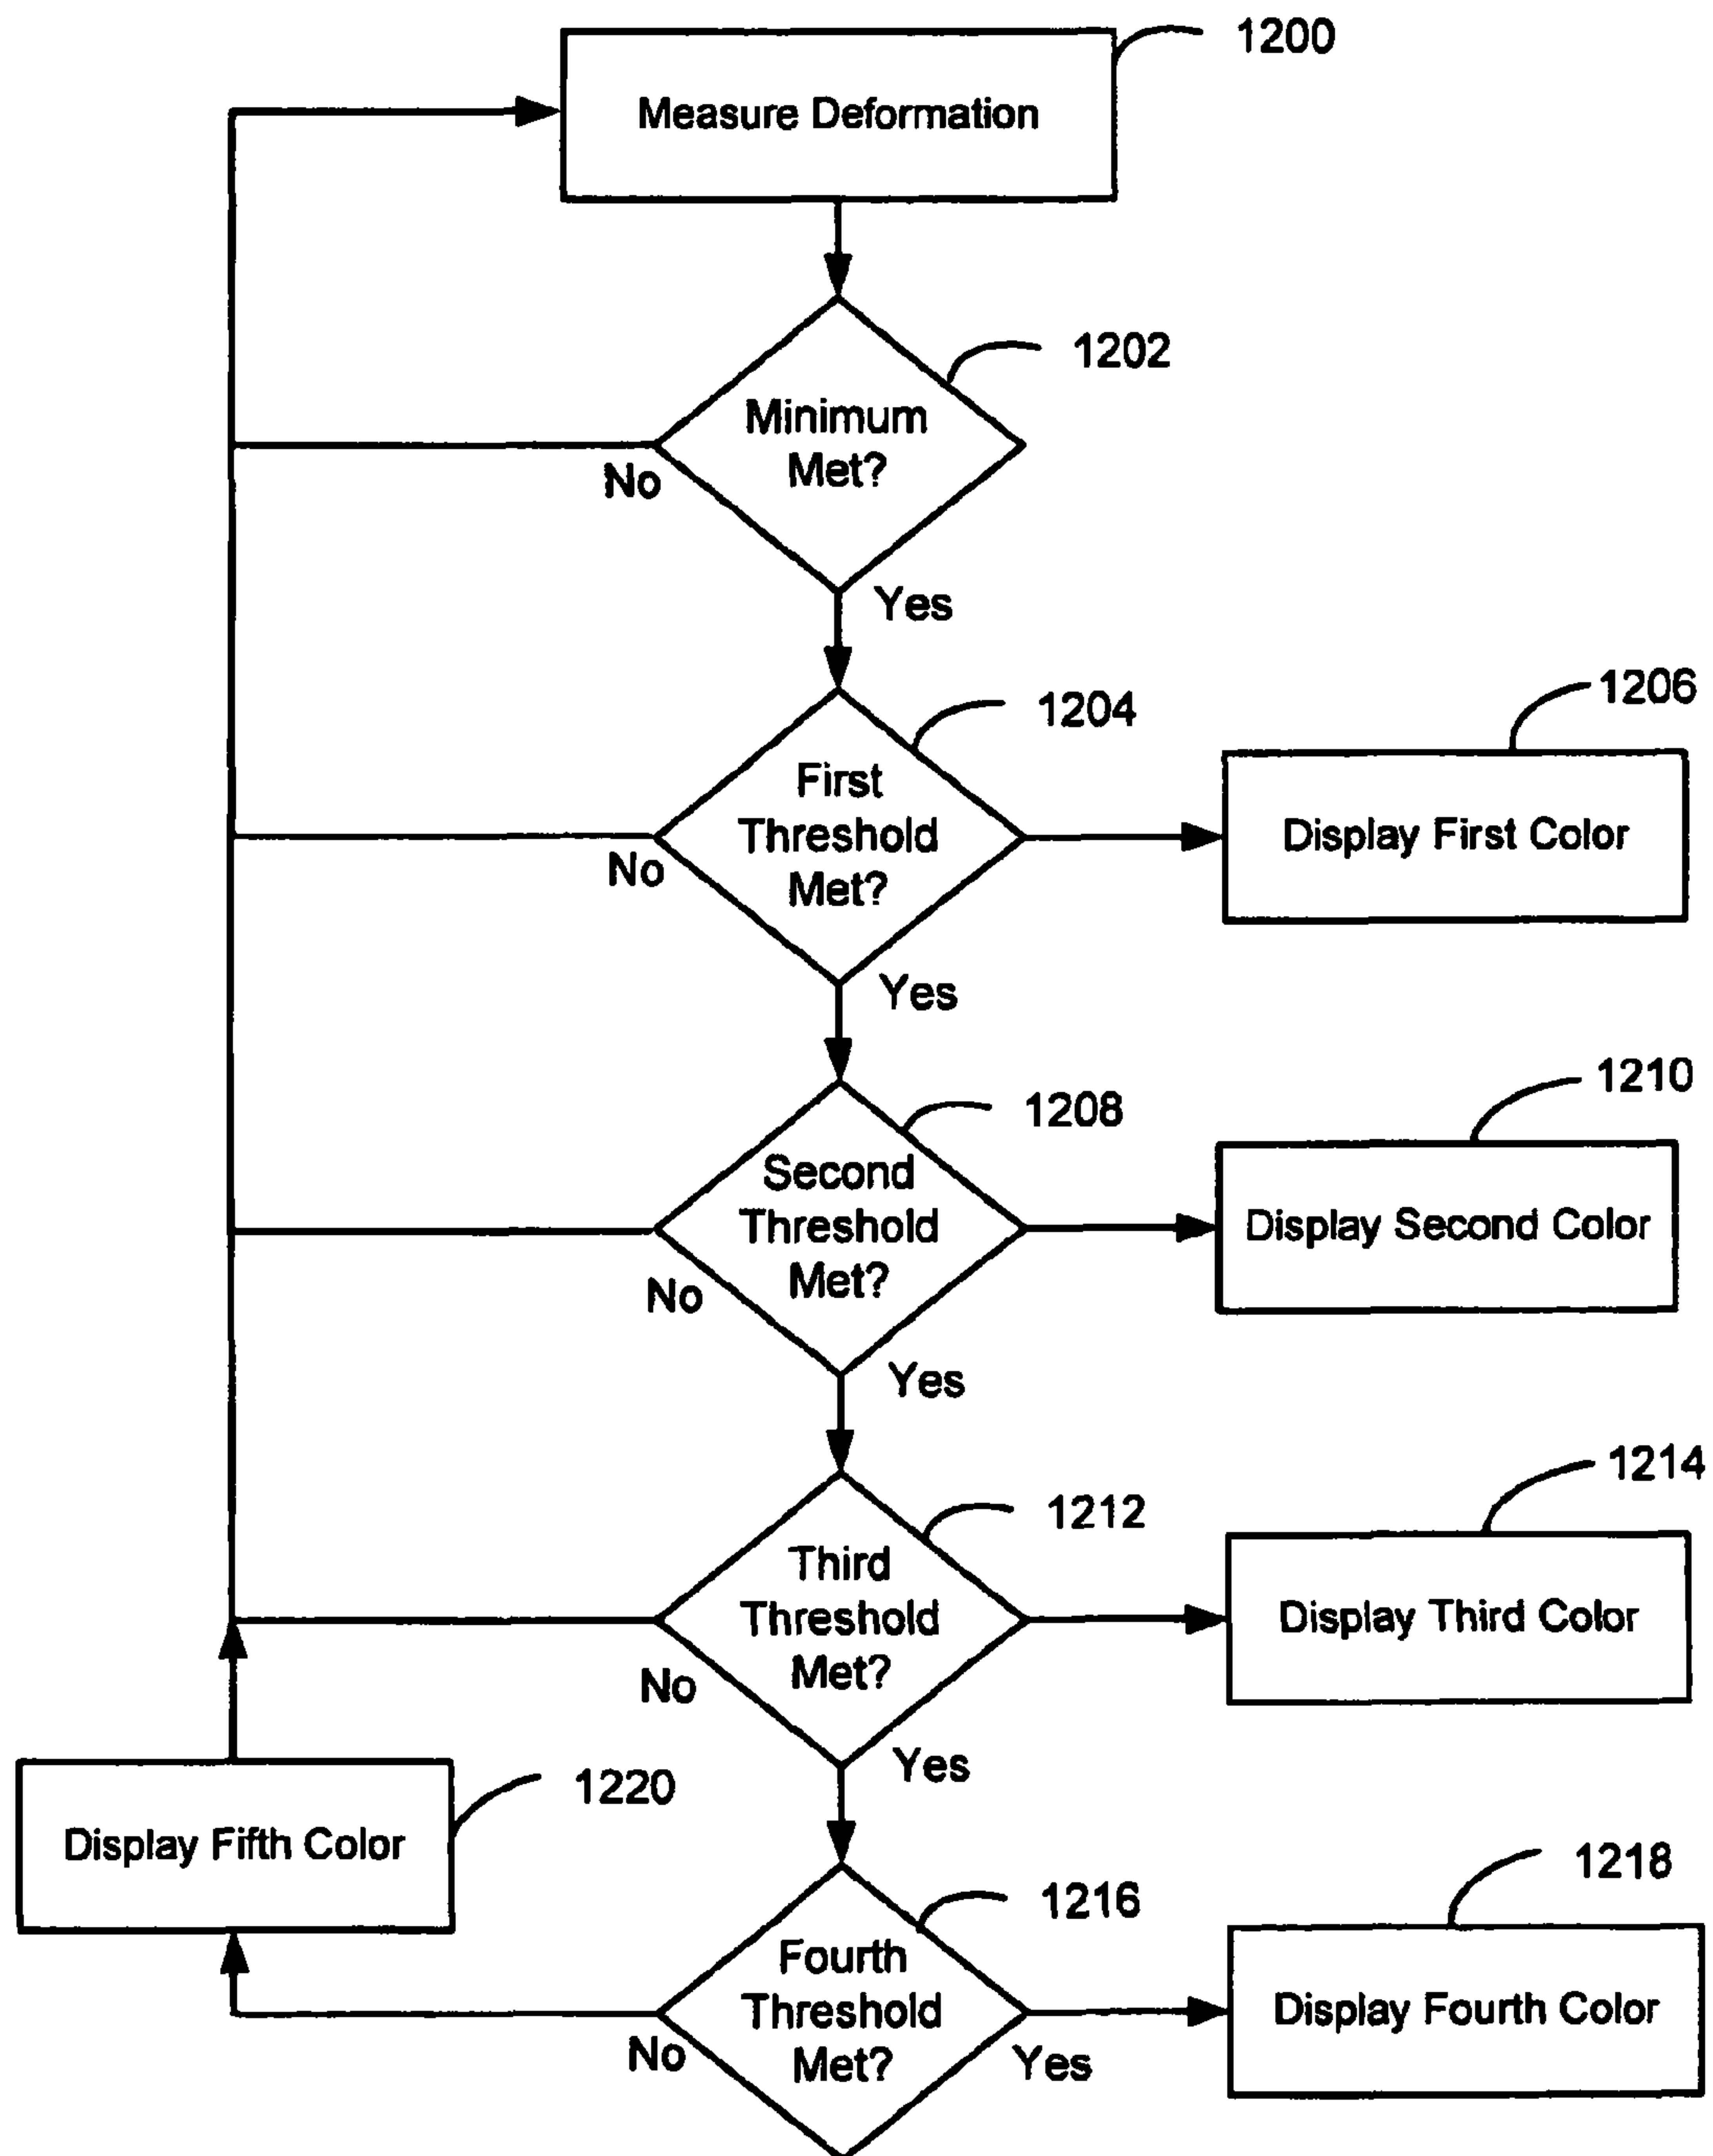 1200
Measure Deformation
1202
Minimum
Met?
No
Yes
1204
1206
First
Threshold
Met?
Display First Color
No
Yes
1208
1210
Second
Threshold
Met?
Display Second Color
No
Yes
1212
1214
Third
Threshold
Met?
Display Third Color
No
Yes
1220
Display Fifth Color
1216
1218
Fourth
Threshold
Met?
Display Fourth Color
No
Yes